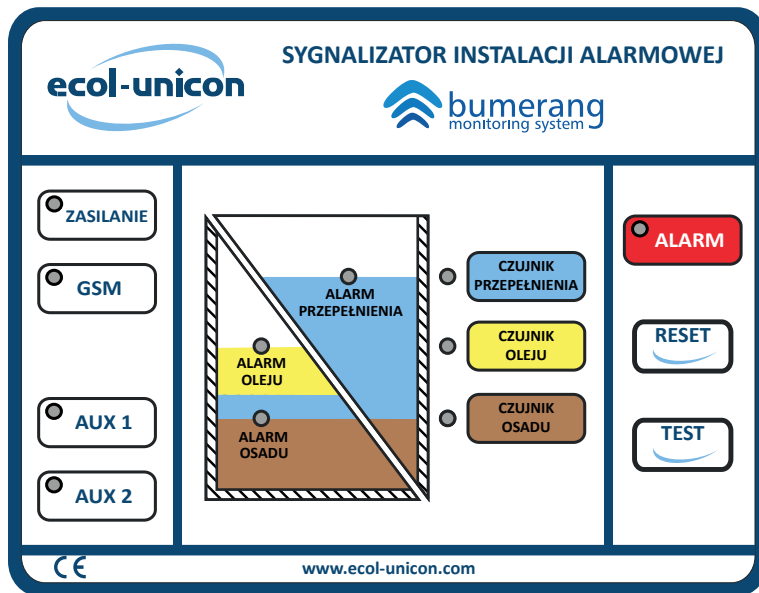 ecol-unicon
SYGNALIZATOR INSTALACJI ALARMOWEJ
bumerang
monitoring system
ZASILANIE
GSM
AUX 1
AUX 2
ALARM
PRZEPEŁNIENIA
ALARM
OLEJU
ALARM
OSADU
CZUJNIK
PRZEPEŁNIENIA
CZUJNIK
OLEJU
CZUJNIK
OSADU
ALARM
RESET
TEST
CE
www.ecol-unicon.com